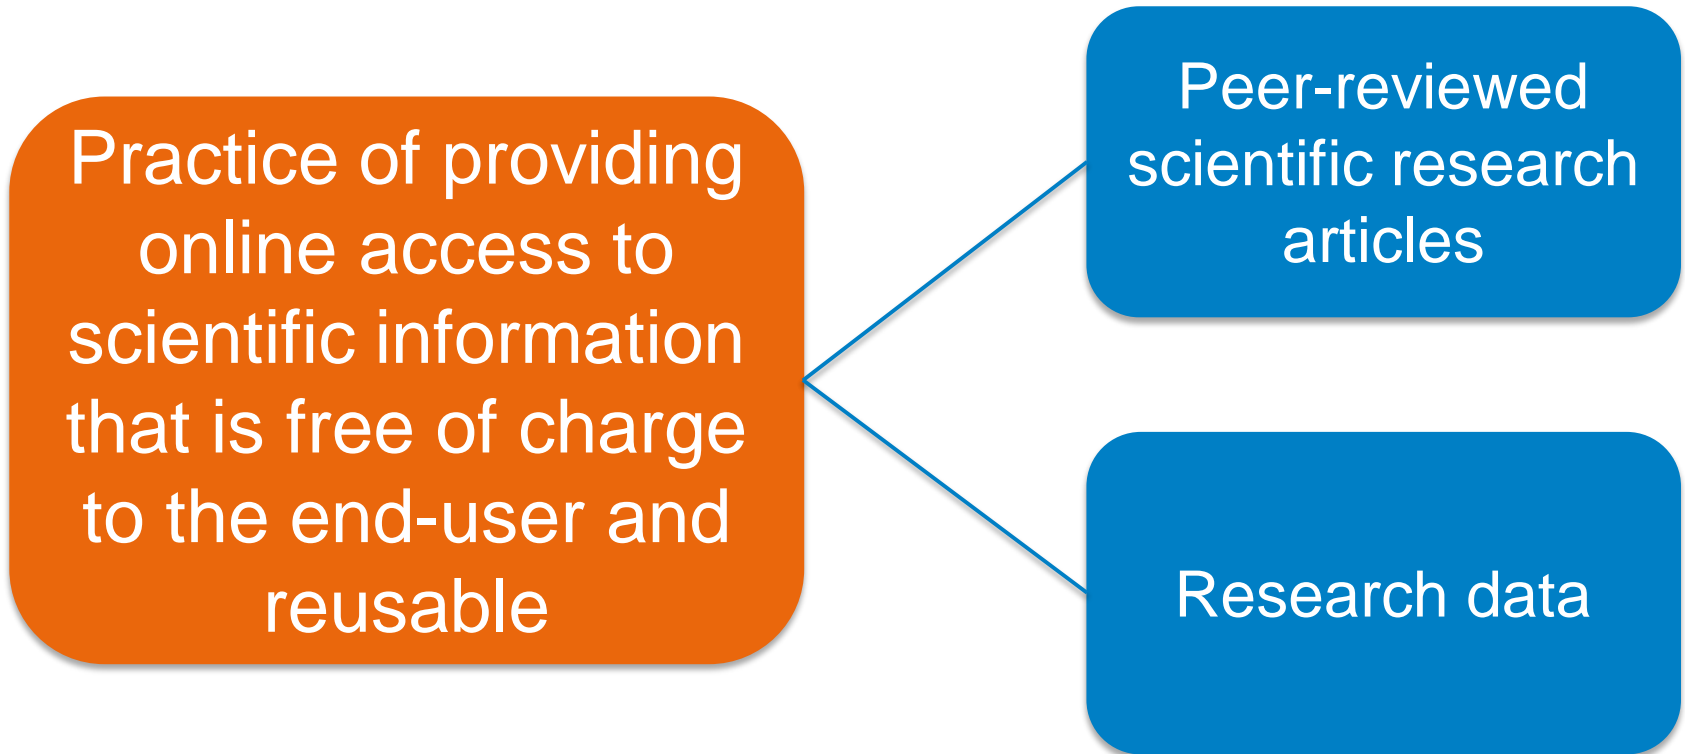 Practice of providing
online access to
scientific information
that is free of charge
to the end-user and
reusable
Peer-reviewed
scientific research
articles
Research data